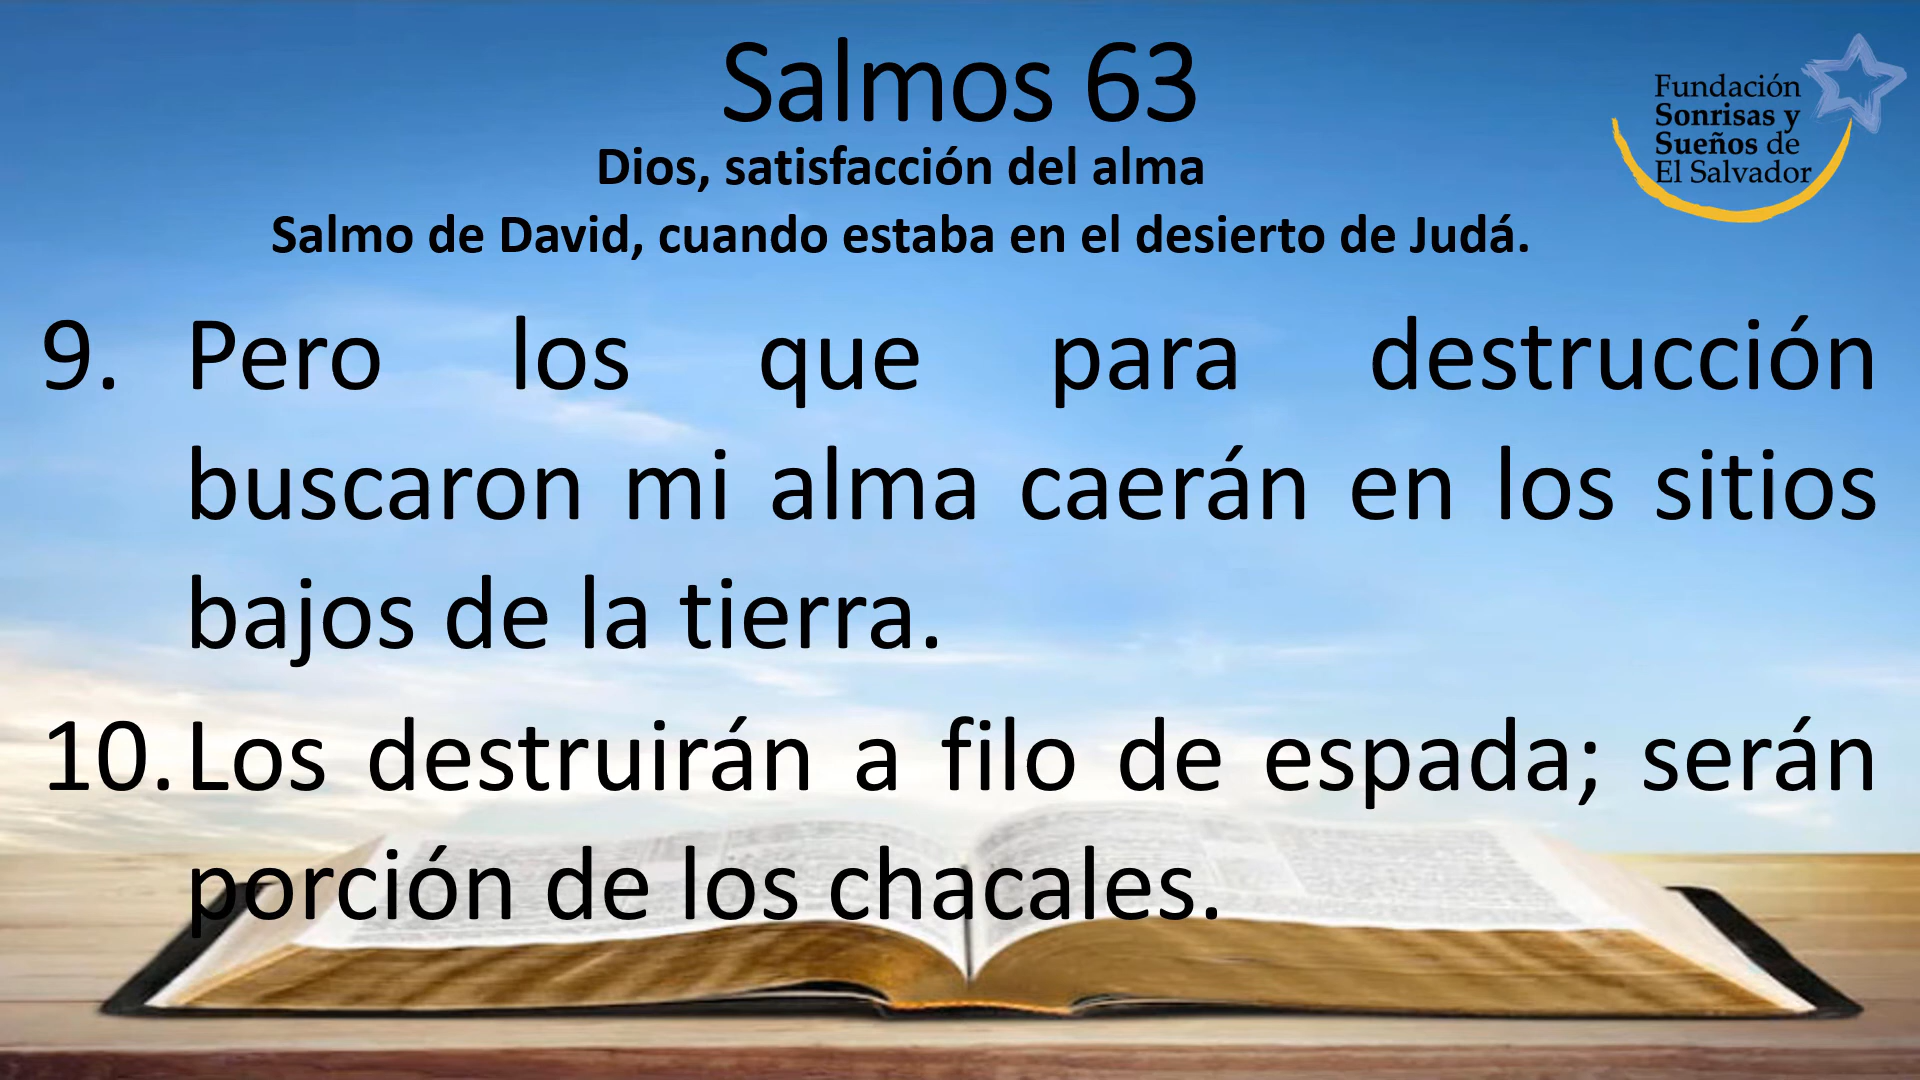 Salmos 63
Dios, satisfacción del alma
Salmo de David, cuando estaba en el desierto de Judá.
Fundación
Sonrisas y
Sueños de
El Salvador
9. Pero los que para destrucción
buscaron mi alma caerán en los sitios
bajos de la tierra.
10. Los destruirán a filo de espada; serán
porción de los chacales.